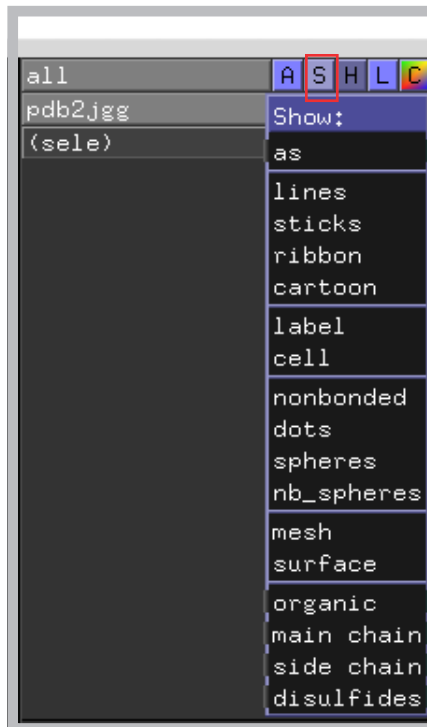 all A S H L C
pdb2jgg Show:
(sele)
as
lines
sticks
ribbon
cartoon
label
cell
nonbonded
dots
spheres
nb_spheres
mesh
surface
organic
main chain
side chain
disulfides